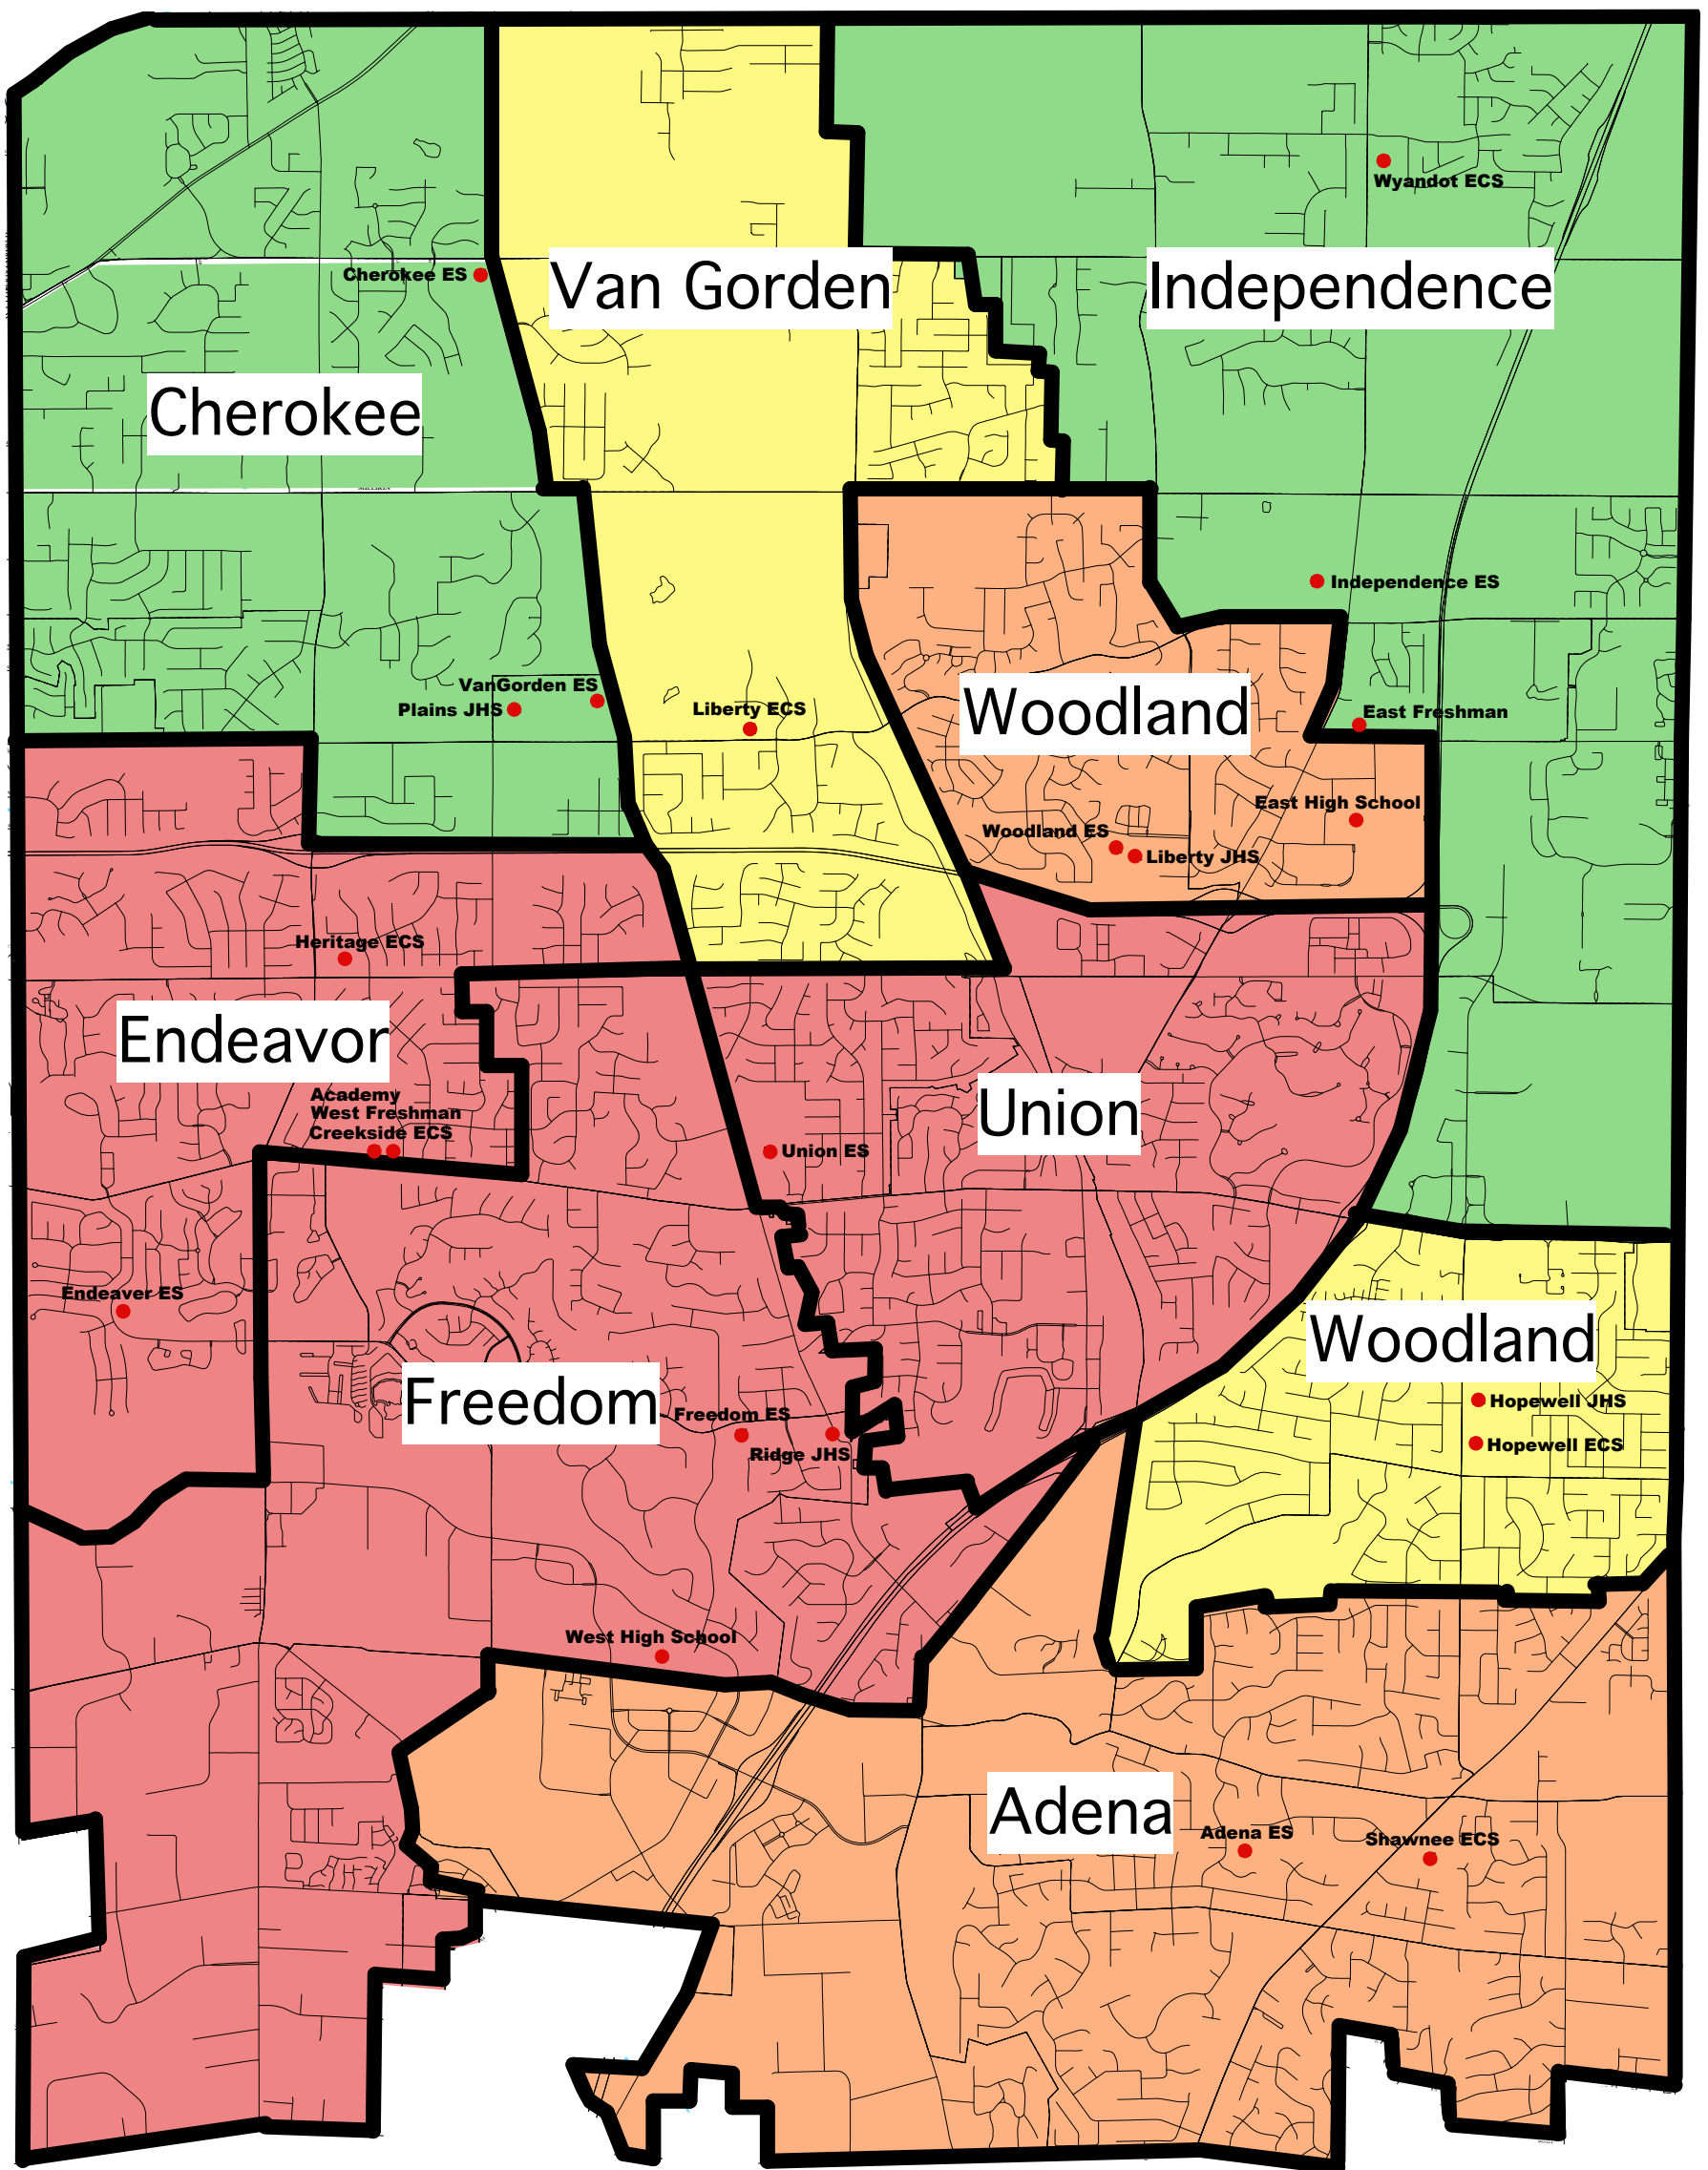 Wyandot ECS
Cherokee ES
Van Gorden
Independence
Cherokee
Independence ES
VanGorden ES
Plains JHS
Liberty ECS
Woodland
East Freshman
East High School
Woodland ES
Liberty JHS
Heritage ECS
Endeavor
Academy
West Freshman
Creekside ECS
Union
Union ES
Endeaver ES
Woodland
Freedom
Freedom ES
Ridge JHS
Hopewell JHS
Hopewell ECS
West High School
Adena
Adena ES
Shawnee ECS